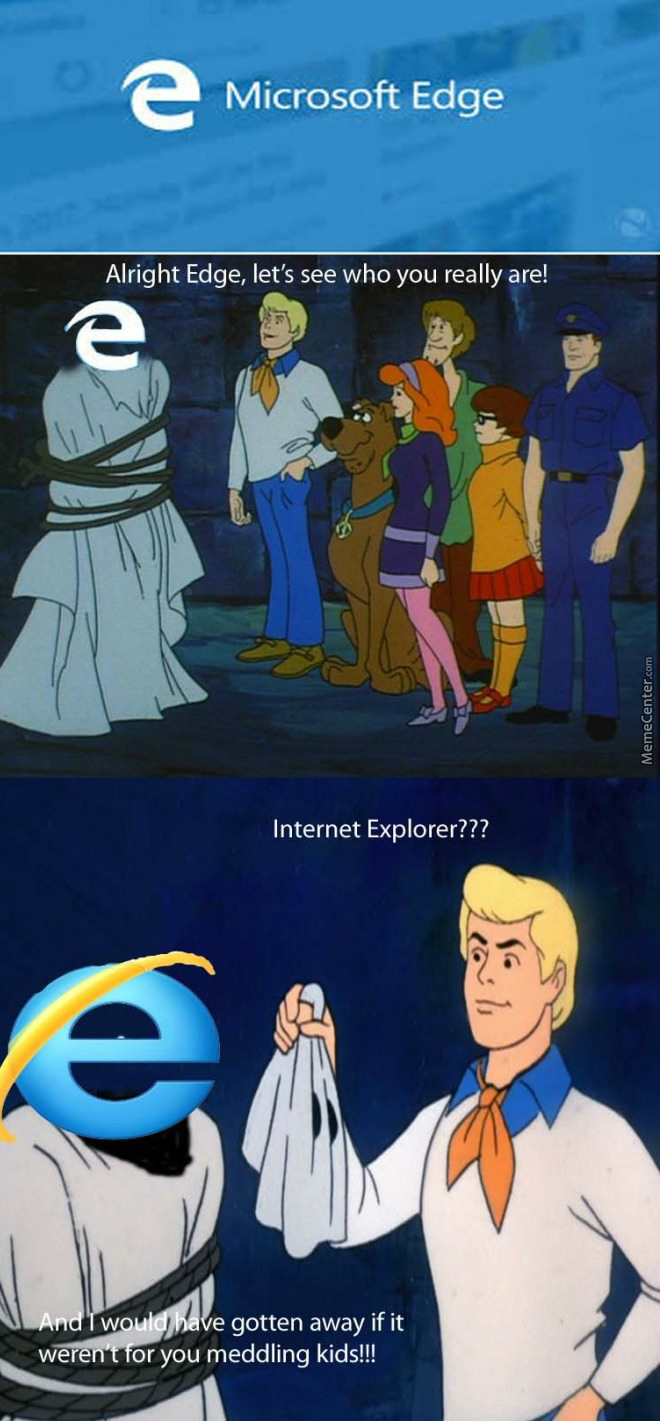 Microsoft Edge
Alright Edge, let's see who you really are!
MemeCenter.com
Internet Explorer???
And I would have gotten away if it
weren't for you meddling kids!!!